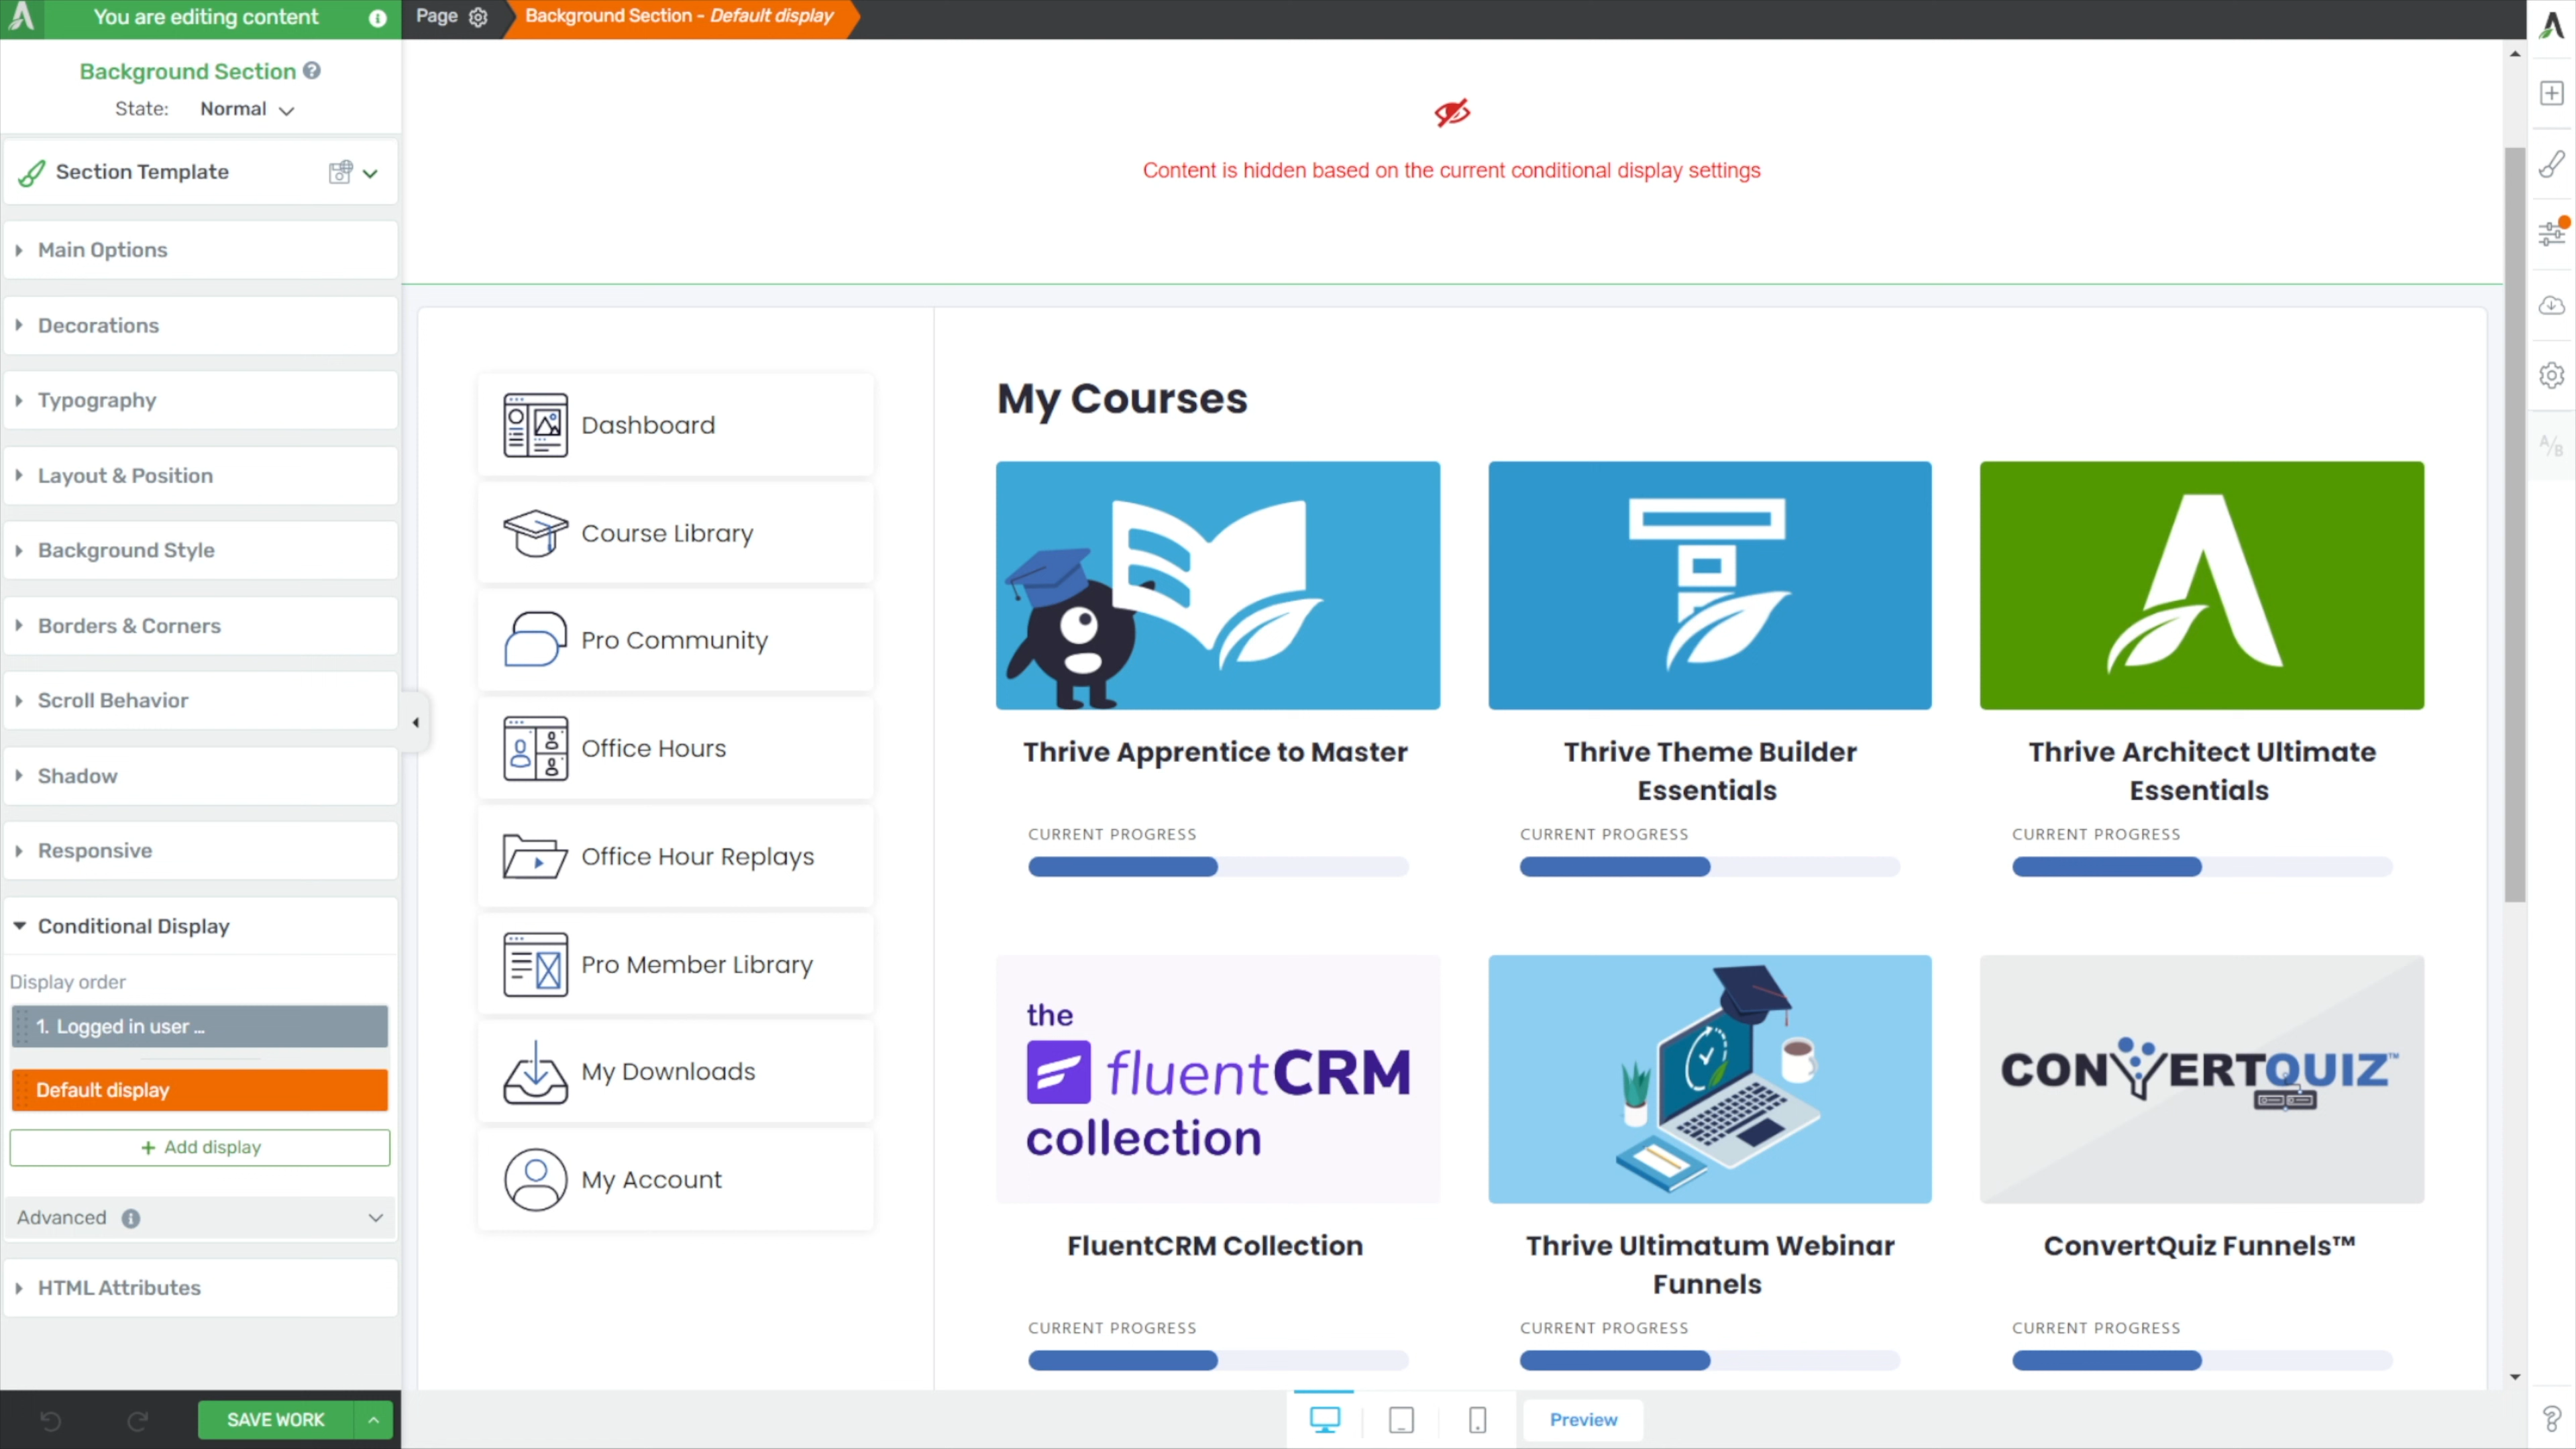 You are editing content
Page
Background Section - Default display
Background Section
State: Normal
Section Template
Main Options
Decorations
Typography
Layout & Position
Background Style
Borders & Corners
Scroll Behavior
Shadow
Responsive
Conditional Display
Display order
1. Logged in user ...
Default display
+ Add display
Advanced
HTML Attributes
SAVE WORK
Content is hidden based on the current conditional display settings
Dashboard
Course Library
Pro Community
Office Hours
Office Hour Replays
Pro Member Library
My Downloads
My Account
My Courses
Thrive Apprentice to Master
CURRENT PROGRESS
Thrive Theme Builder
Essentials
CURRENT PROGRESS
Thrive Architect Ultimate
Essentials
CURRENT PROGRESS
the
fluentCRM
collection
FluentCRM Collection
CURRENT PROGRESS
Thrive Ultimatum Webinar
Funnels
CURRENT PROGRESS
CONVERTQUIZ™
ConvertQuiz Funnels™
CURRENT PROGRESS
Preview
A/B